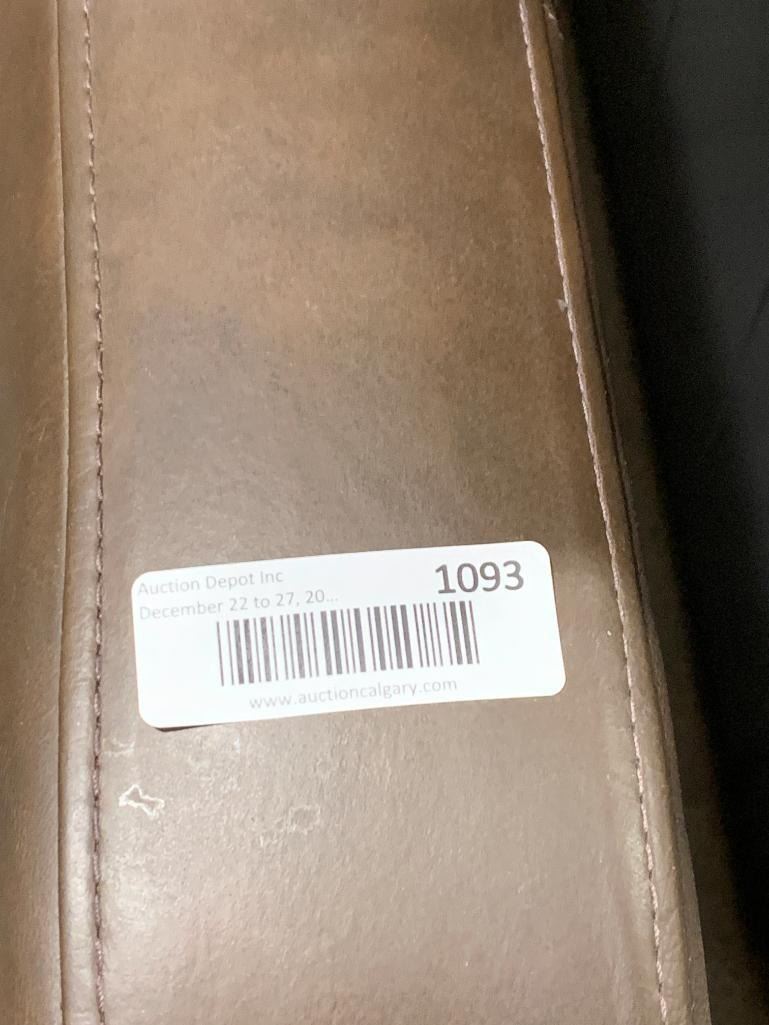 Auction Depot Inc
1093
December 22 to 27, 20...
www.auctioncalgary.com